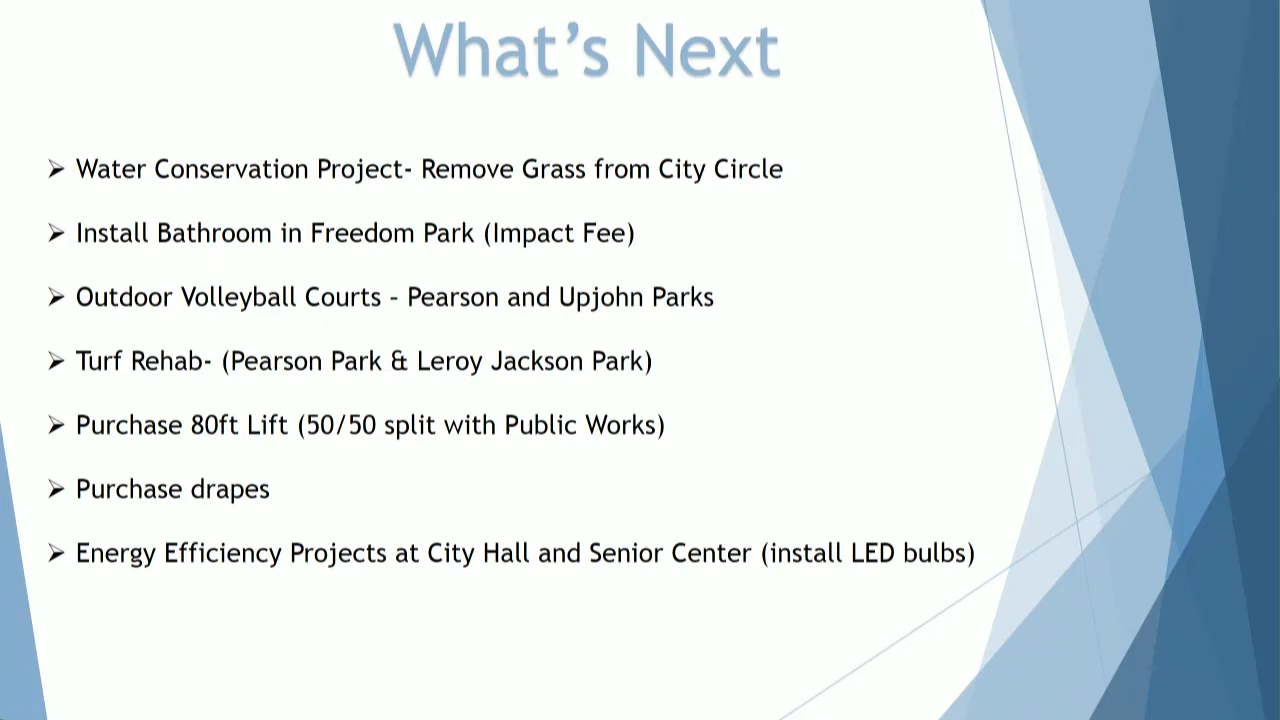 What's Next
➢ Water Conservation Project- Remove Grass from City Circle
➢ Install Bathroom in Freedom Park (Impact Fee)
➢ Outdoor Volleyball Courts - Pearson and Upjohn Parks
➢ Turf Rehab- (Pearson Park & Leroy Jackson Park)
➢ Purchase 80ft Lift (50/50 split with Public Works)
➢ Purchase drapes
➢ Energy Efficiency Projects at City Hall and Senior Center (install LED bulbs)